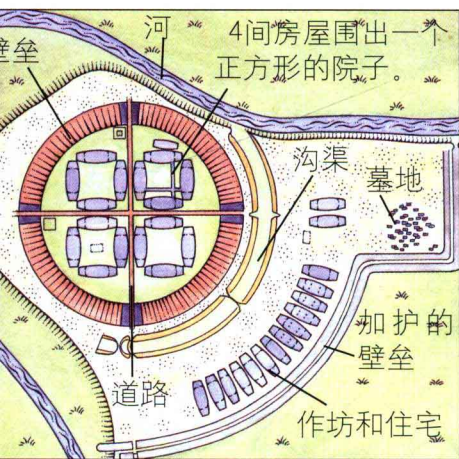 河
4间房屋围出一个
正方形的院子。
壁垒
沟渠
墓地
加护的
壁垒
道路
作坊和住宅